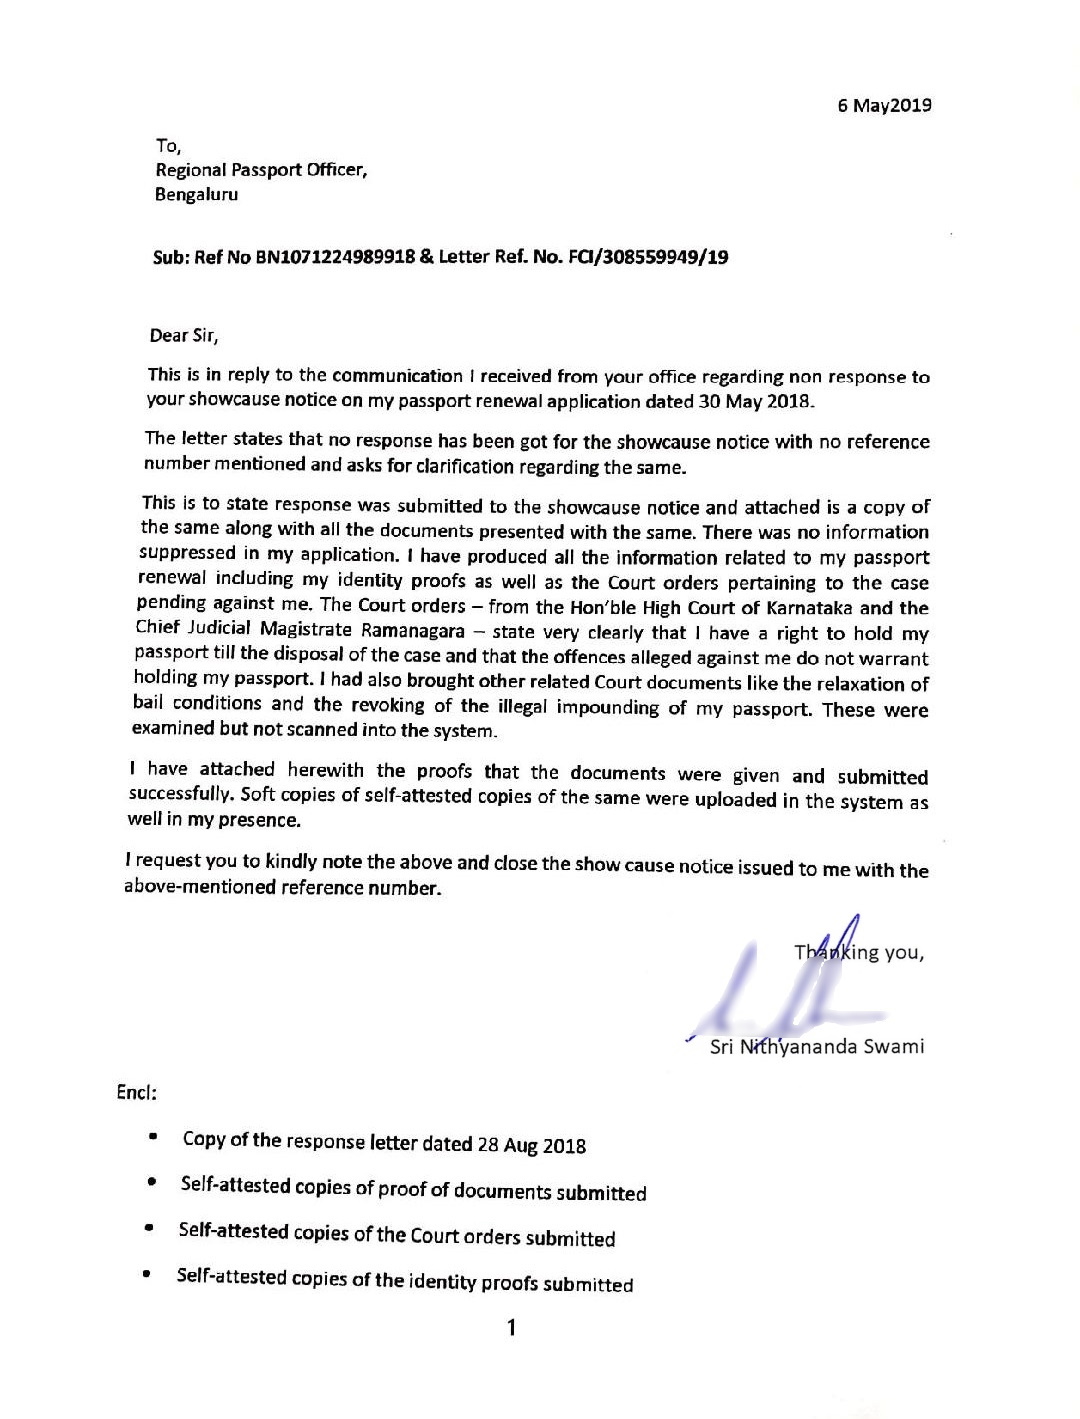 6 May2019
To,
Regional Passport Officer,
Bengaluru
Sub: Ref No BN1071224989918 & Letter Ref. No. FCI/308559949/19
Dear Sir,
This is in reply to the communication I received from your office regarding non response to
your showcause notice on my passport renewal application dated 30 May 2018.
The letter states that no response has been got for the showcause notice with no reference
number mentioned and asks for clarification regarding the same.
This is to state response was submitted to the showcause notice and attached is a copy of
the same along with all the documents presented with the same. There was no information
suppressed in my application. I have produced all the information related to my passport
renewal including my identity proofs as well as the Court orders pertaining to the case
pending against me. The Court orders – from the Hon’ble High Court of Karnataka and the
Chief Judicial Magistrate Ramanagara – state very clearly that I have a right to hold my
passport till the disposal of the case and that the offences alleged against me do not warrant
holding my passport. I had also brought other related Court documents like the relaxation of
bail conditions and the revoking of the illegal impounding of my passport. These were
examined but not scanned into the system.
I have attached herewith the proofs that the documents were given and submitted
successfully. Soft copies of self-attested copies of the same were uploaded in the system as
well in my presence.
I request you to kindly note the above and close the show cause notice issued to me with the
above-mentioned reference number.
Thanking you,
Sri Nithyananda Swami
Encl:
• Copy of the response letter dated 28 Aug 2018
• Self-attested copies of proof of documents submitted
• Self-attested copies of the Court orders submitted
• Self-attested copies of the identity proofs submitted
1